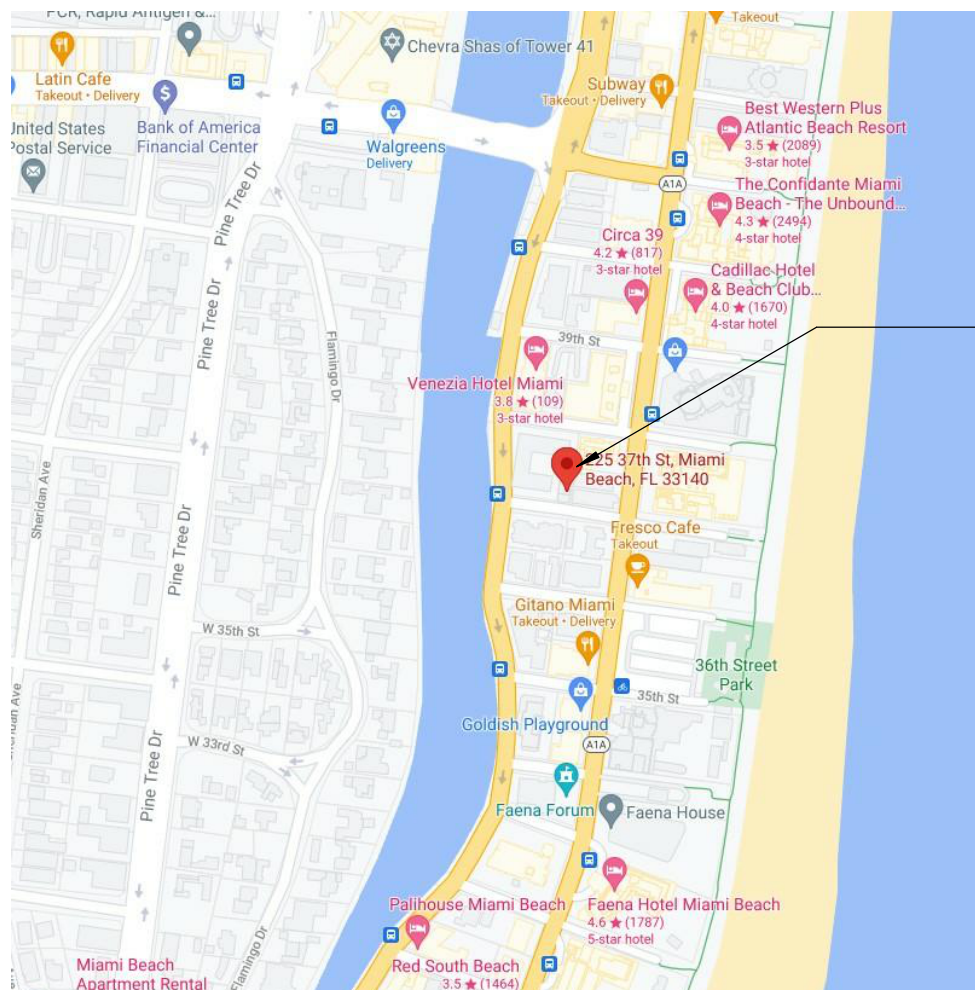 PCR, Rapid Antigen &...
Takeout
Latin Cafe
Takeout • Delivery
Chevra Shas of Tower 41
Subway
Takeout • Delivery
United States
Postal Service
Bank of America
Financial Center
Walgreens
Delivery
Best Western Plus
Atlantic Beach Resort
3.5 ★ (2089)
3-star hotel
A1A
The Confidante Miami
Beach - The Unbound...
4.3 ★ (2494)
4-star hotel
Pine Tree Dr
Circa 39
4.2 ★ (817)
3-star hotel
Cadillac Hotel
& Beach Club...
4.0 ★ (1670)
4-star hotel
Pine Tree Dr
Flamingo Dr
39th St
Venezia Hotel Miami
3.8 ★ (109)
3-star hotel
225 37th St, Miami
Beach, FL 33140
Sheridan Ave
Pine Tree Dr
Fresco Cafe
Takeout
Gitano Miami
Takeout • Delivery
W 35th St
36th Street
Park
35th St
Goldish Playground
W 33rd St
A1A
Pine Tree Dr
Faena Forum
Faena House
Palihouse Miami Beach
Faena Hotel Miami Beach
4.6 ★ (1787)
5-star hotel
Flamingo Dr
Miami Beach
Apartment Rental
Red South Beach
3.5 ★ (1464)